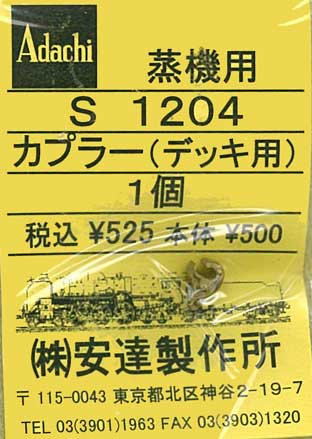 Adachi
蒸機用
S 1204
カプラー(デッキ用)
1個
税込 ¥525 本体 ¥500
㈱安達製作所
〒 115-0043 東京都北区神谷2-19-7
TEL 03(3901)1963 FAX 03(3903)1320